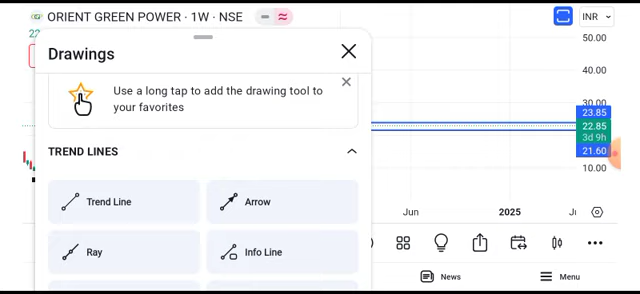 ORIENT GREEN POWER · 1W · NSE
INR
22
Drawings
Use a long tap to add the drawing tool to
your favorites
TREND LINES
Trend Line
Arrow
Ray
Info Line
50.00
40.00
30.00
23.85
22.85
3d 9h
21.60
10.00
Jun
2025
News
Menu